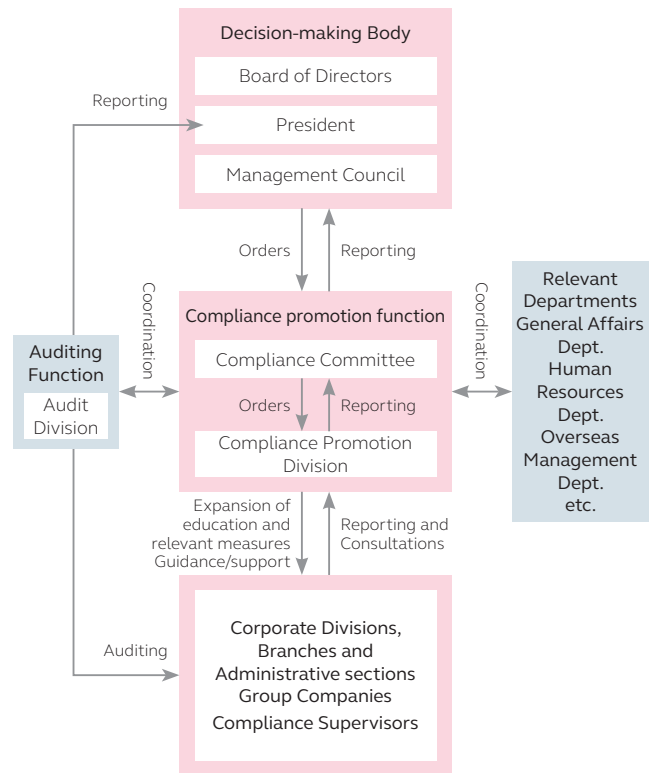 Decision-making Body
Board of Directors
Reporting
President
Management Council
Orders
Reporting
Coordination
Compliance promotion function
Coordination
Relevant
Departments
General Affairs
Dept.
Human
Resources
Dept.
Overseas
Management
Dept.
etc.
Auditing
Function
Audit
Division
Compliance Committee
Orders
Reporting
Compliance Promotion
Division
Expansion of
education and
relevant measures
Guidance/support
Reporting and
Consultations
Auditing
Corporate Divisions,
Branches and
Administrative sections
Group Companies
Compliance Supervisors